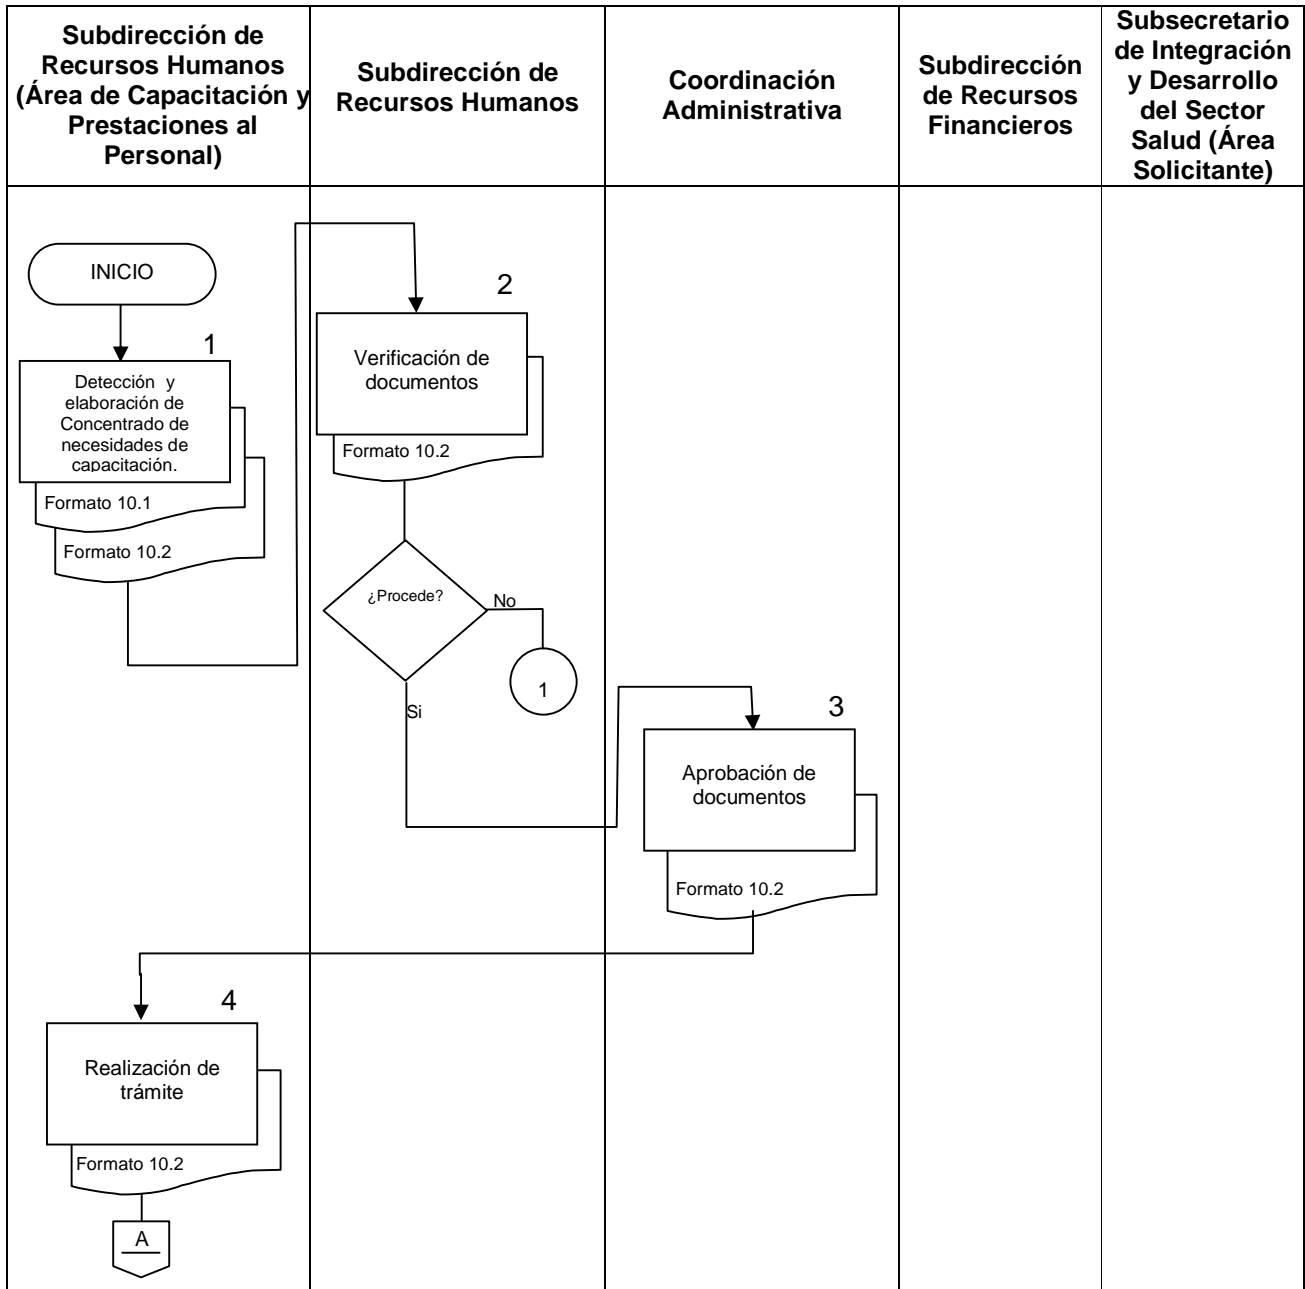 Subdirección de
Recursos Humanos
(Área de Capacitación y
Prestaciones al
Personal)
Subdirección de
Recursos Humanos
Coordinación
Administrativa
Subdirección
de Recursos
Financieros
Subsecretario
de Integración
y Desarrollo
del Sector
Salud (Área
Solicitante)
INICIO
1
Detección y
elaboración de
Concentrado de
necesidades de
capacitación.
Formato 10.1
Formato 10.2
2
Verificación de
documentos
Formato 10.2
¿Procede?
No
1
Si
3
Aprobación de
documentos
Formato 10.2
4
Realización de
trámite
Formato 10.2
A